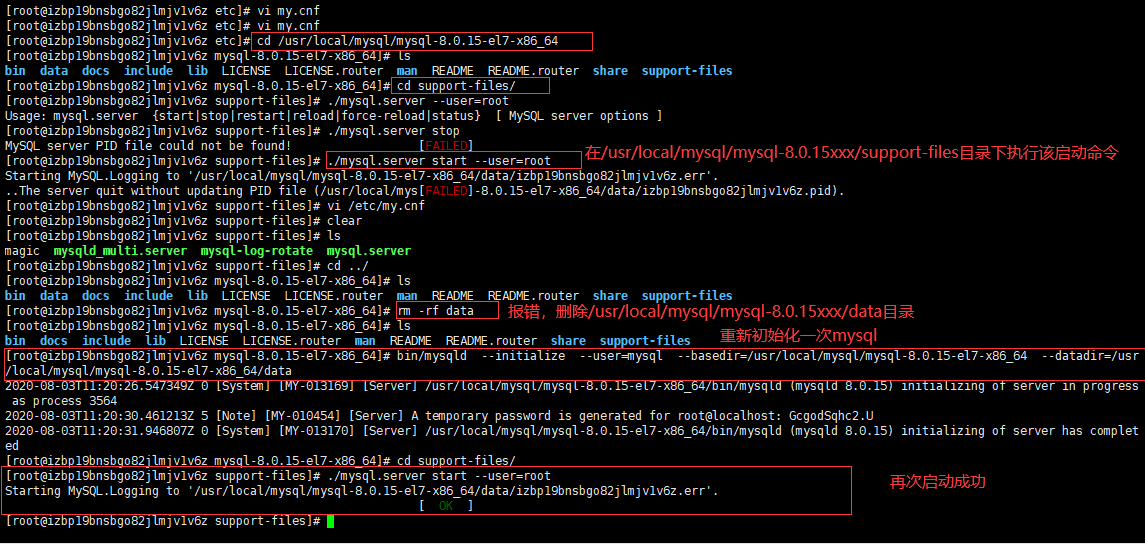 [root@izbp19bnsbgo82jlmjv1v6z etc]# vi my.cnf
[root@izbp19bnsbgo82jlmjv1v6z etc]# vi my.cnf
[root@izbp19bnsbgo82jlmjv1v6z etc]# cd /usr/local/mysql/mysql-8.0.15-el7-x86_64
[root@izbp19bnsbgo82jlmjv1v6z mysql-8.0.15-el7-x86_64]# ls
bin data docs include lib LICENSE LICENSE.router man README README.router share support-files
[root@izbp19bnsbgo82jlmjv1v6z mysql-8.0.15-el7-x86_64]# cd support-files/
[root@izbp19bnsbgo82jlmjv1v6z support-files]# ./mysql.server --user=root
Usage: mysql.server {start|stop|restart|reload|force-reload|status} [ MySQL server options ]
[root@izbp19bnsbgo82jlmjv1v6z support-files]# ./mysql.server stop
MySQL server PID file could not be found! [FAILED]
[root@izbp19bnsbgo82jlmjv1v6z support-files]# ./mysql.server start --user=root 在/usr/local/mysql/mysql-8.0.15xxx/support-files目录下执行该启动命令
Starting MySQL.Logging to '/usr/local/mysql/mysql-8.0.15-el7-x86_64/data/izbp19bnsbgo82jlmjv1v6z.err'.
..The server quit without updating PID file (/usr/local/mys[FAILED]-8.0.15-el7-x86_64/data/izbp19bnsbgo82jlmjv1v6z.pid).
[root@izbp19bnsbgo82jlmjv1v6z support-files]# vi /etc/my.cnf
[root@izbp19bnsbgo82jlmjv1v6z support-files]# clear
[root@izbp19bnsbgo82jlmjv1v6z support-files]# ls
magic mysqld_multi.server mysql-log-rotate mysql.server
[root@izbp19bnsbgo82jlmjv1v6z support-files]# cd ../
[root@izbp19bnsbgo82jlmjv1v6z mysql-8.0.15-el7-x86_64]# ls
bin data docs include lib LICENSE LICENSE.router man README README.router share support-files
[root@izbp19bnsbgo82jlmjv1v6z mysql-8.0.15-el7-x86_64]# rm -rf data 报错，删除/usr/local/mysql/mysql-8.0.15xxx/data目录
[root@izbp19bnsbgo82jlmjv1v6z mysql-8.0.15-el7-x86_64]# ls
重新初始化一次mysql
bin docs include lib LICENSE LICENSE.router man README README.router share support-files
[root@izbp19bnsbgo82jlmjv1v6z mysql-8.0.15-el7-x86_64]# bin/mysqld --initialize --user=mysql --basedir=/usr/local/mysql/mysql-8.0.15-el7-x86_64 --datadir=/usr
/local/mysql/mysql-8.0.15-el7-x86_64/data
2020-08-03T11:20:26.547349Z 0 [System] [MY-013169] [Server] /usr/local/mysql/mysql-8.0.15-el7-x86_64/bin/mysqld (mysqld 8.0.15) initializing of server in progress
as process 3564
2020-08-03T11:20:30.461213Z 5 [Note] [MY-010454] [Server] A temporary password is generated for root@localhost: GcgodSqhc2.U
2020-08-03T11:20:31.946807Z 0 [System] [MY-013170] [Server] /usr/local/mysql/mysql-8.0.15-el7-x86_64/bin/mysqld (mysqld 8.0.15) initializing of server has complet
ed
[root@izbp19bnsbgo82jlmjv1v6z mysql-8.0.15-el7-x86_64]# cd support-files/
[root@izbp19bnsbgo82jlmjv1v6z support-files]# ./mysql.server start --user=root
再次启动成功
Starting MySQL.Logging to '/usr/local/mysql/mysql-8.0.15-el7-x86_64/data/izbp19bnsbgo82jlmjv1v6z.err'.
[ OK ]
[root@izbp19bnsbgo82jlmjv1v6z support-files]#